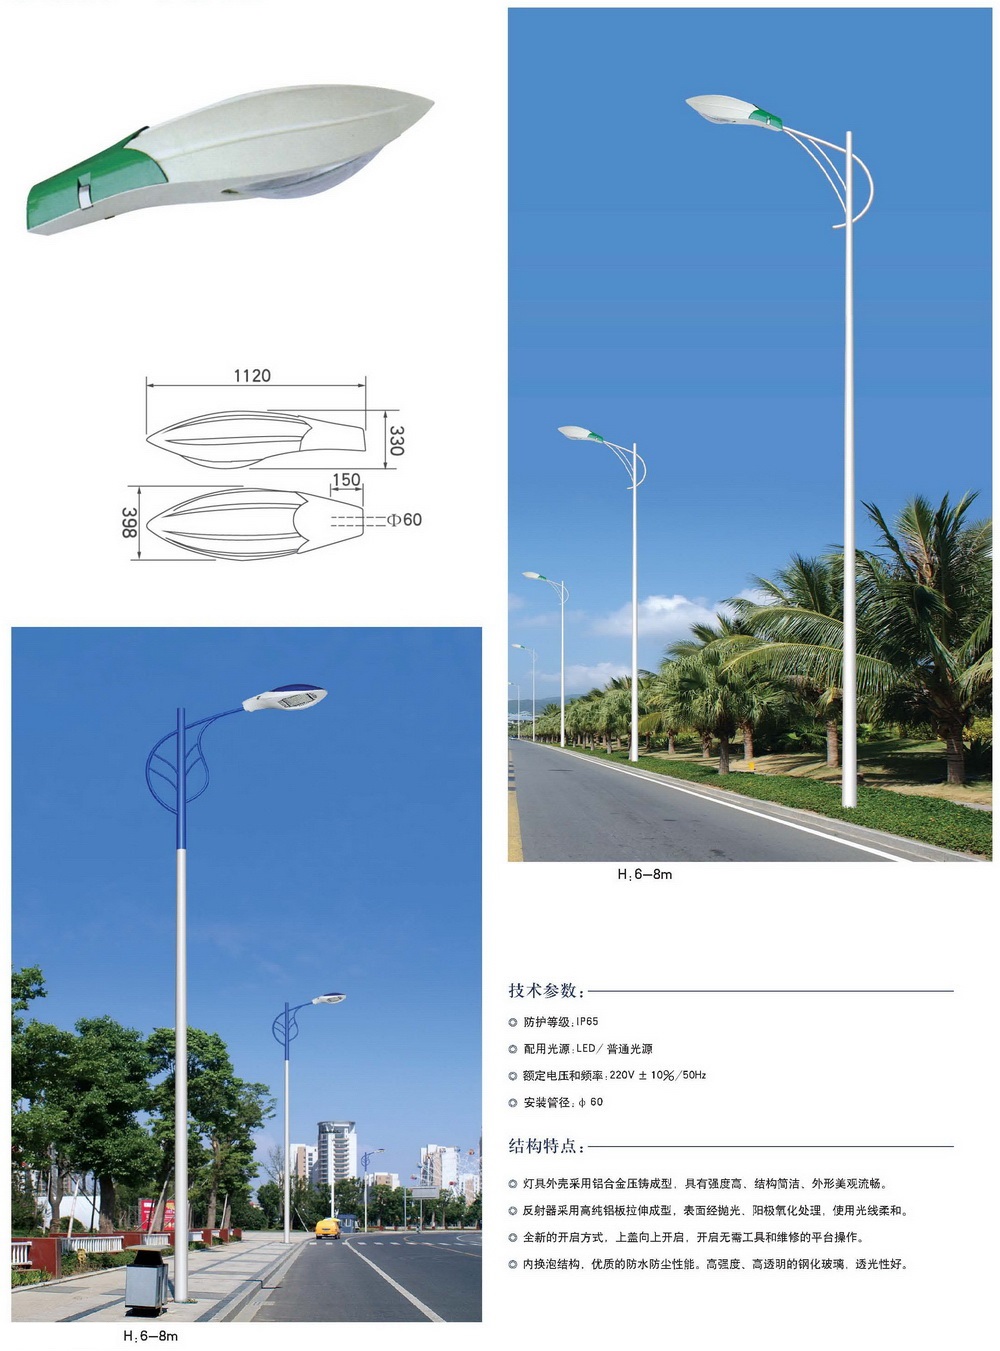 1120
330
150
398
Φ60
H:6—8m
技术参数:
◎ 防护等级:IP65
◎ 配用光源:LED/普通光源
◎ 额定电压和频率:220V ± 10%/50Hz
◎ 安装管径:φ 60
结构特点:
◎ 灯具外壳采用铝合金压铸成型，具有强度高、结构简洁、外形美观流畅。
◎ 反射器采用高纯铝板拉伸成型，表面经抛光，阳极氧化处理，使用光线柔和。
◎ 全新的开启方式，上盖向上开启，开启无需工具和维修的平台操作。
◎ 内换泡结构，优质的防水防尘性能。高强度、高透明的钢化玻璃，透光性好。
H:6—8m